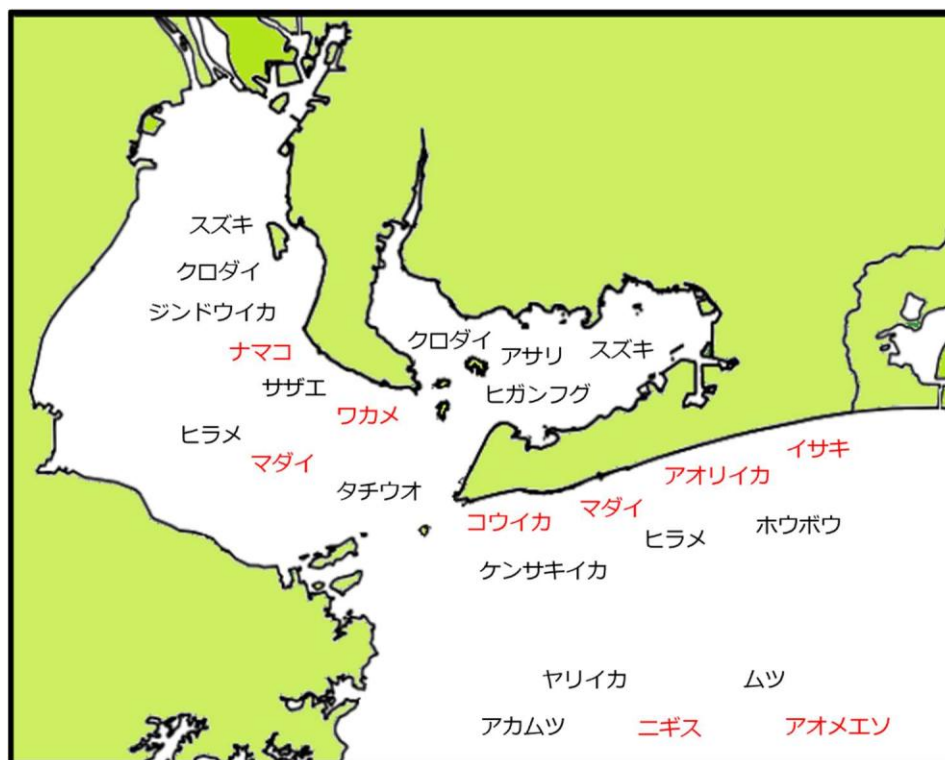 スズキ
クロダイ
ジンドウイカ
ナマコ
サザエ
ワカメ
ヒラメ
マダイ
タチウオ
クロダイ
アサリ
スズキ
ヒガンフグ
イサキ
アオリイカ
マダイ
コウイカ
ホウボウ
ヒラメ
ケンサキイカ
ヤリイカ
ムツ
アカムツ
ニギス
アオメエソ